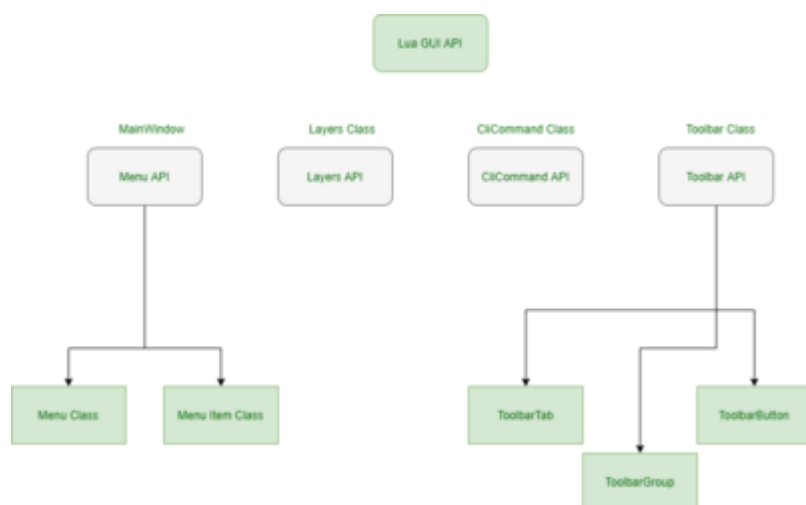 Lua GUI API
MainWindow
Layers Class
CliCommand Class
Toolbar Class
Menu API
Layers API
CliCommand API
Toolbar API
Menu Class
Menu Item Class
ToolbarTab
ToolbarButton
ToolbarGroup